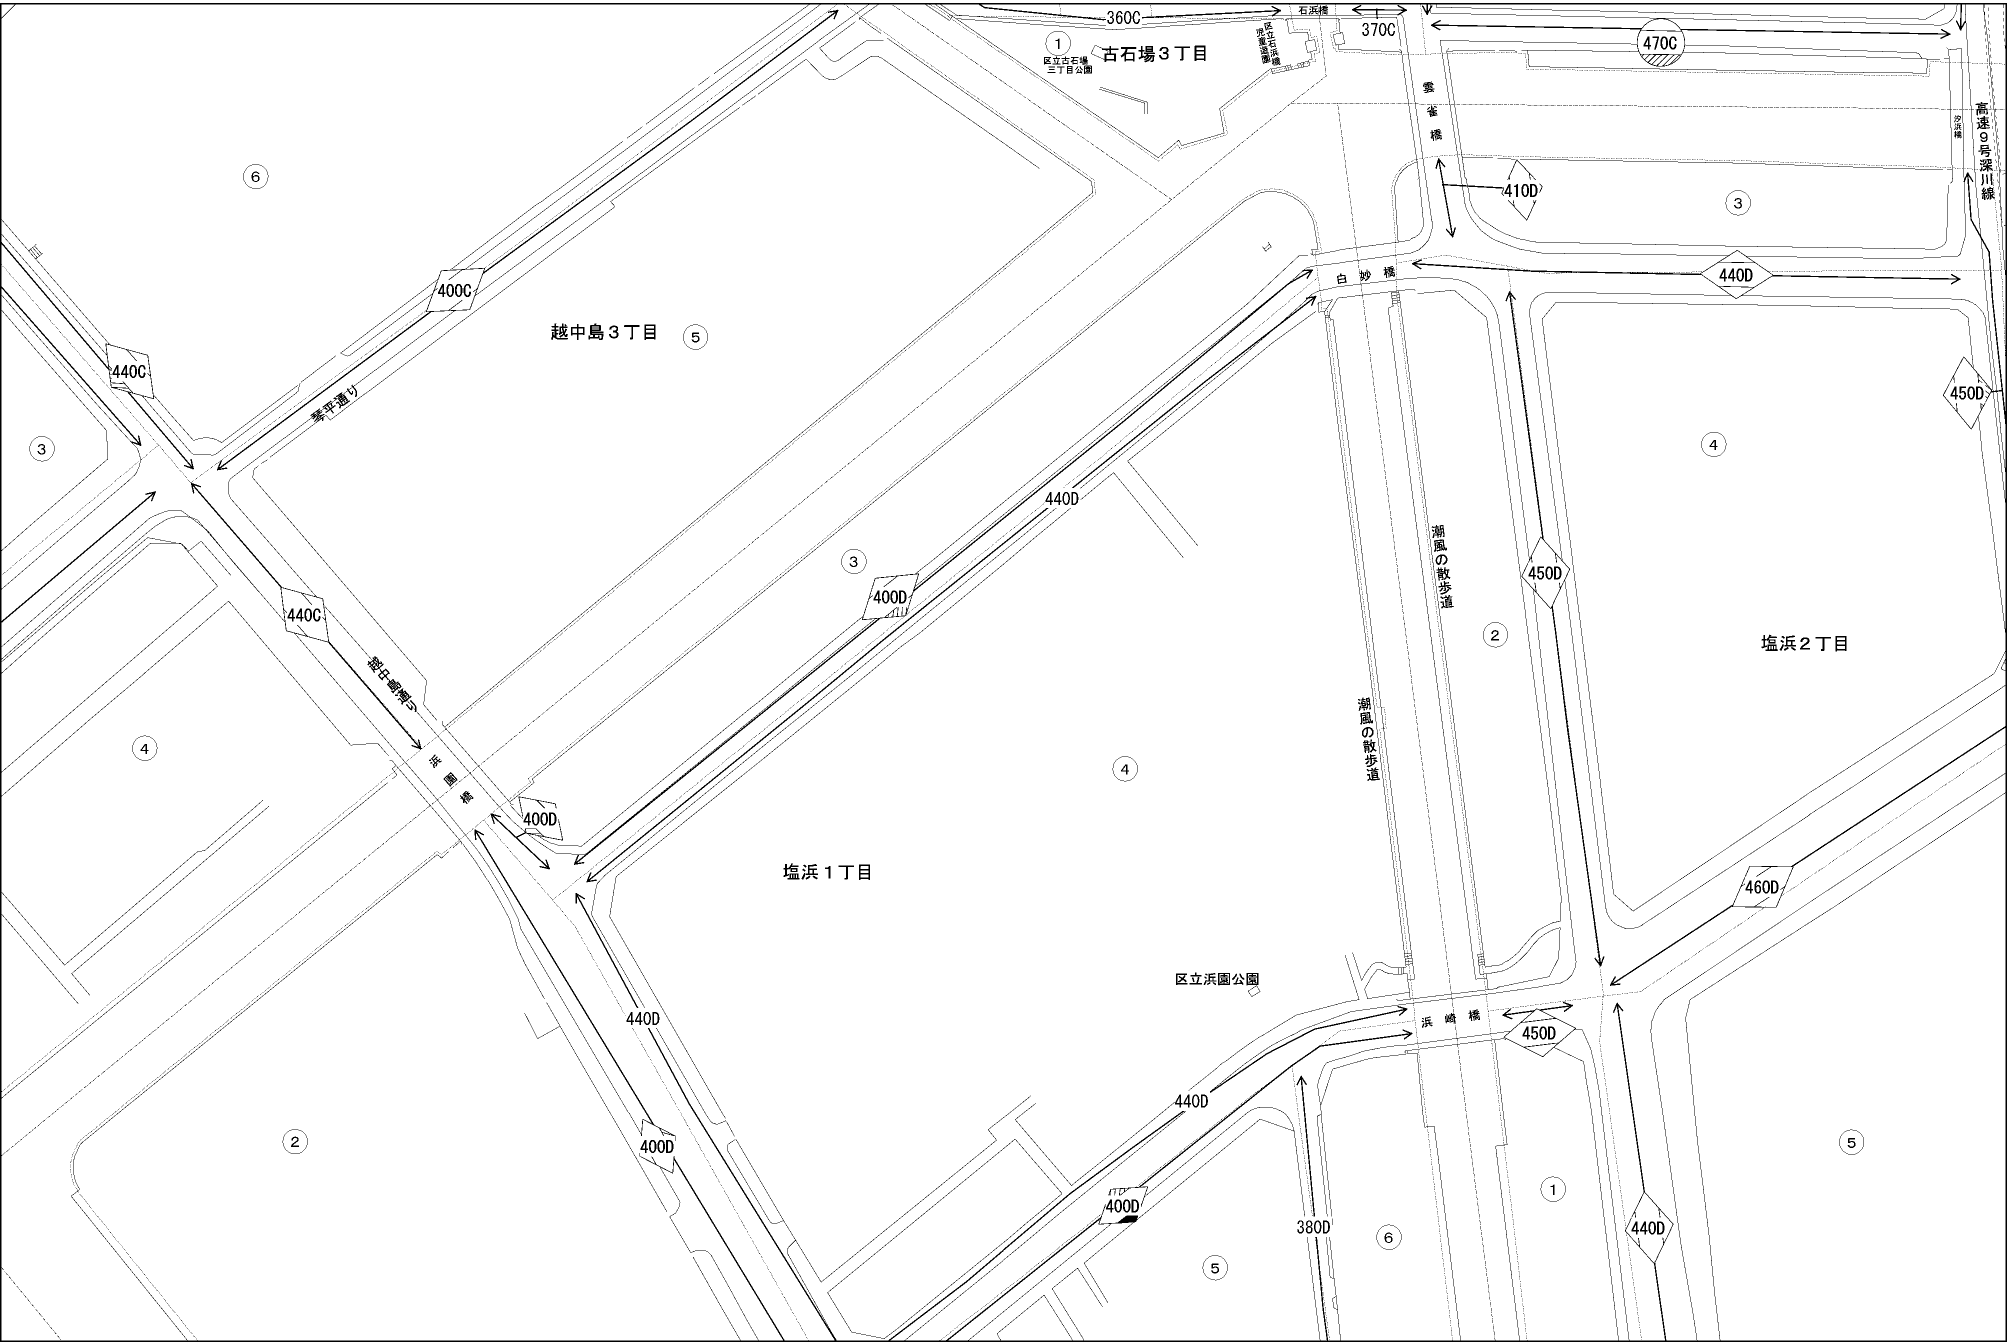 360C
石浜橋
370C
470C
①
古石場３丁目
区立古石場
三丁目公園
区立石浜橋
児童遊園
雲雀橋
汐浜橋
高速９号深川線
⑥
410D
③
400C
白妙橋
440D
越中島３丁目
⑤
440C
450D
琴平通り
③
④
440D
潮風の散歩道
③
450D
400D
440C
②
塩浜２丁目
越中島通り
潮風の散歩道
④
④
浜園橋
400D
塩浜１丁目
460D
区立浜園公園
440D
浜崎橋
450D
440D
②
400D
⑤
①
400D
380D
⑥
440D
⑤